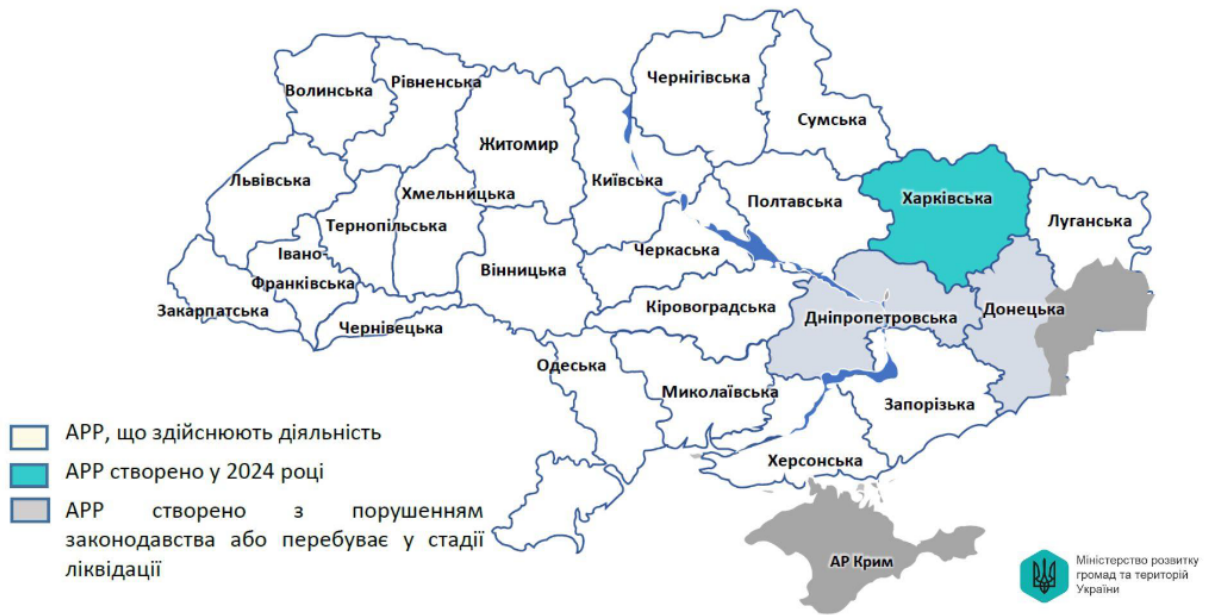 Чернігівська
Волинська
Рівненська
Сумська
Житомир
Львівська
Хмельницька
Київська
Полтавська
Харківська
Луганська
Тернопільська
Черкаська
Івано-
Франківська
Вінницька
Закарпатська
Кіровоградська
Дніпропетровська
Донецька
Чернівецька
Одеська
Миколаївська
Запорізька
Херсонська
АР Крим
АРР, що здійснюють діяльність
АРР створено у 2024 році
АРР створено з порушенням
законодавства або перебуває у стадії
ліквідації
Міністерство розвитку
громад та територій
України